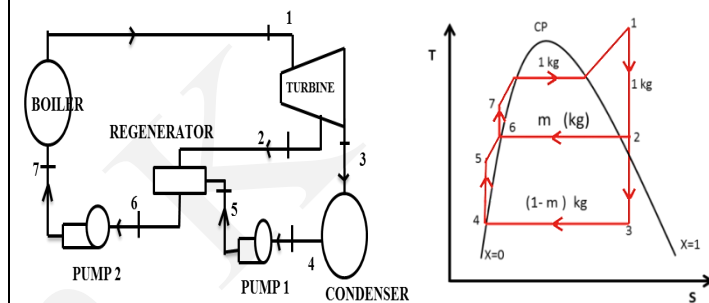 1
TURBINE
BOILER
REGENERATOR
2
3
7
5
6
4
PUMP 2
PUMP 1
CONDENSER
T
CP
1
1 kg
1 kg
7
m (kg)
6
2
5
(1- m ) kg
4
3
X=0
X=1
S